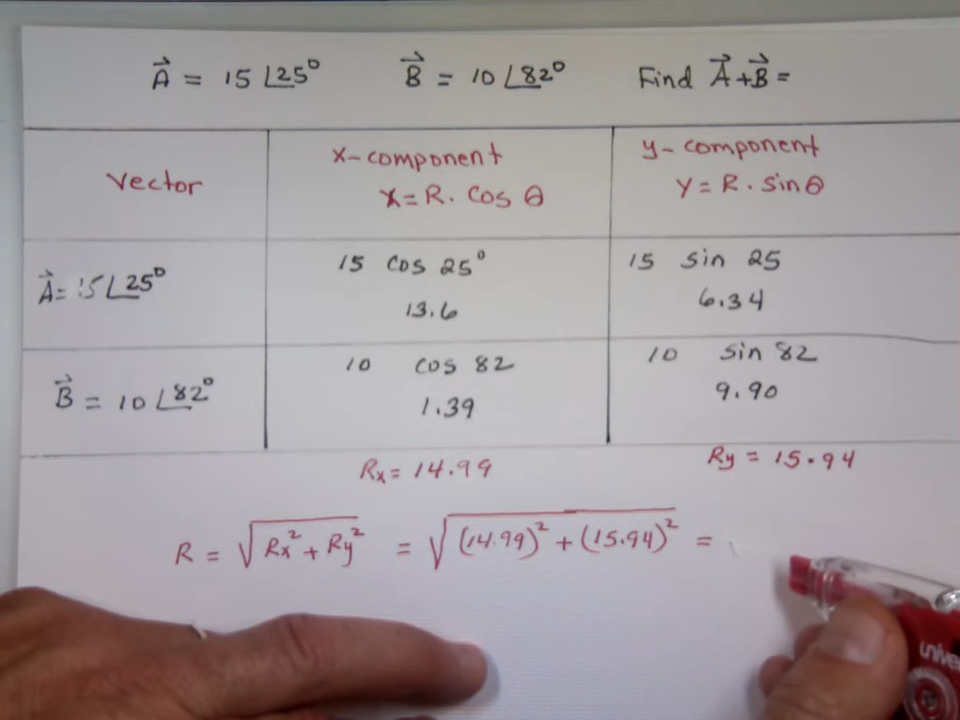 A⃗ = 15 ∠25° B⃗ = 10 ∠82° Find A⃗+B⃗ =
vector
x-component
x = R. cos θ
y-component
y = R. sin θ
A⃗ = 15 ∠25°
15 cos 25°
13.6
15 sin 25
6.34
B⃗ = 10 ∠82°
10 cos 82
1.39
10 sin 82
9.90
Rx = 14.99
Ry = 15.94
R = √(Rx² + Ry²) = √((14.99)² + (15.94)²) =